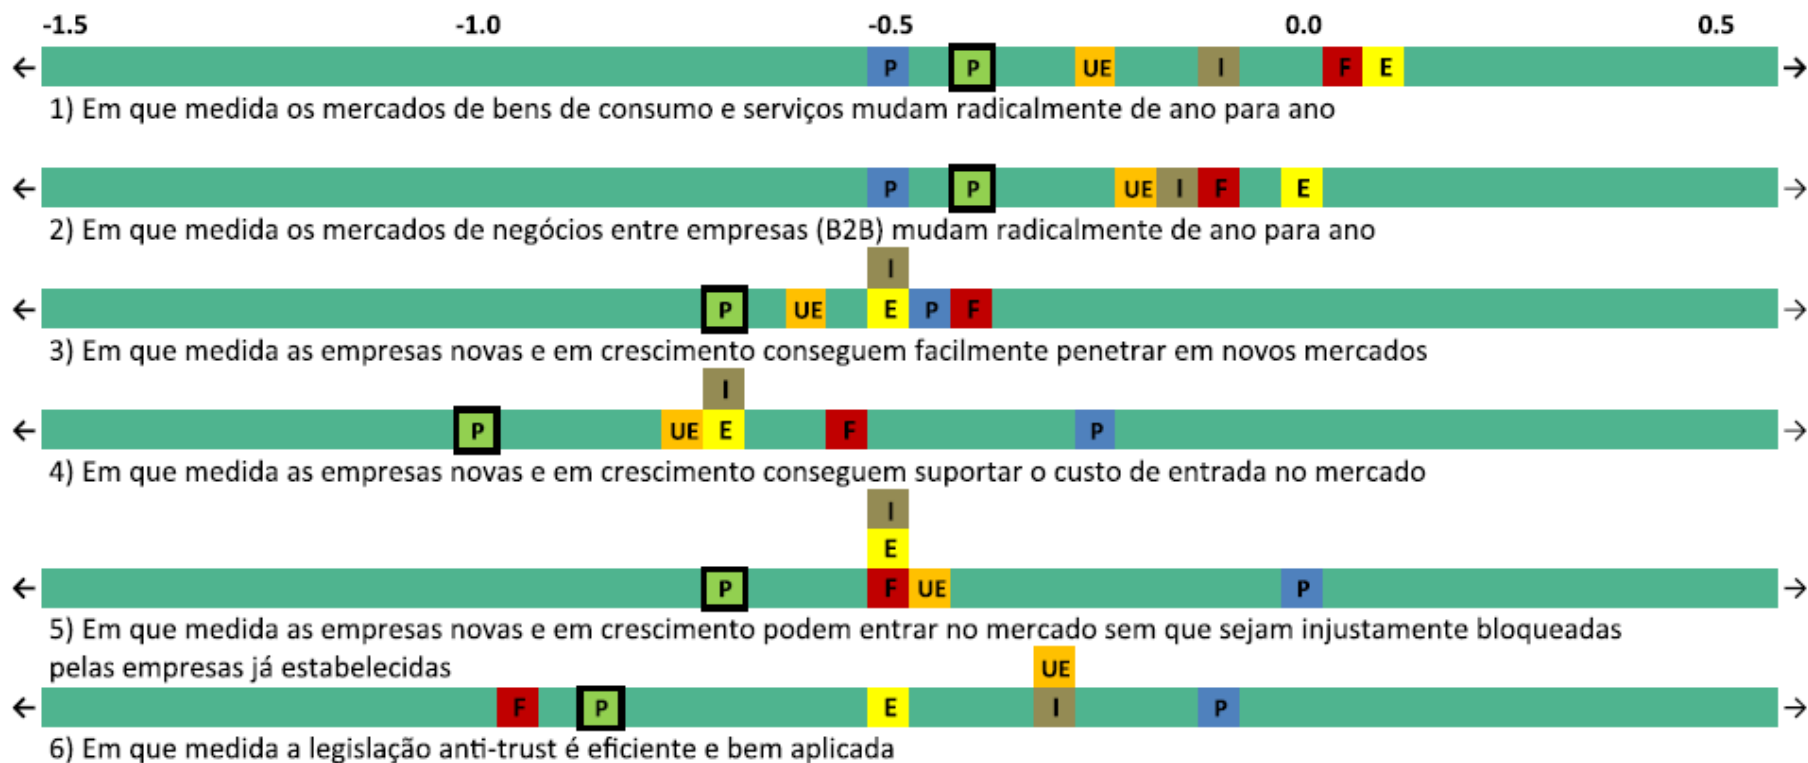 -1.5 -1.0 -0.5 0.0 0.5
← P P UE I F E →
1) Em que medida os mercados de bens de consumo e serviços mudam radicalmente de ano para ano
← P P UE I F E →
2) Em que medida os mercados de negócios entre empresas (B2B) mudam radicalmente de ano para ano
I
← P UE E P F →
3) Em que medida as empresas novas e em crescimento conseguem facilmente penetrar em novos mercados
I
← P UE E F P →
4) Em que medida as empresas novas e em crescimento conseguem suportar o custo de entrada no mercado
I
E
← P F UE P →
5) Em que medida as empresas novas e em crescimento podem entrar no mercado sem que sejam injustamente bloqueadas
pelas empresas já estabelecidas
UE
← F P E I P →
6) Em que medida a legislação anti-trust é eficiente e bem aplicada